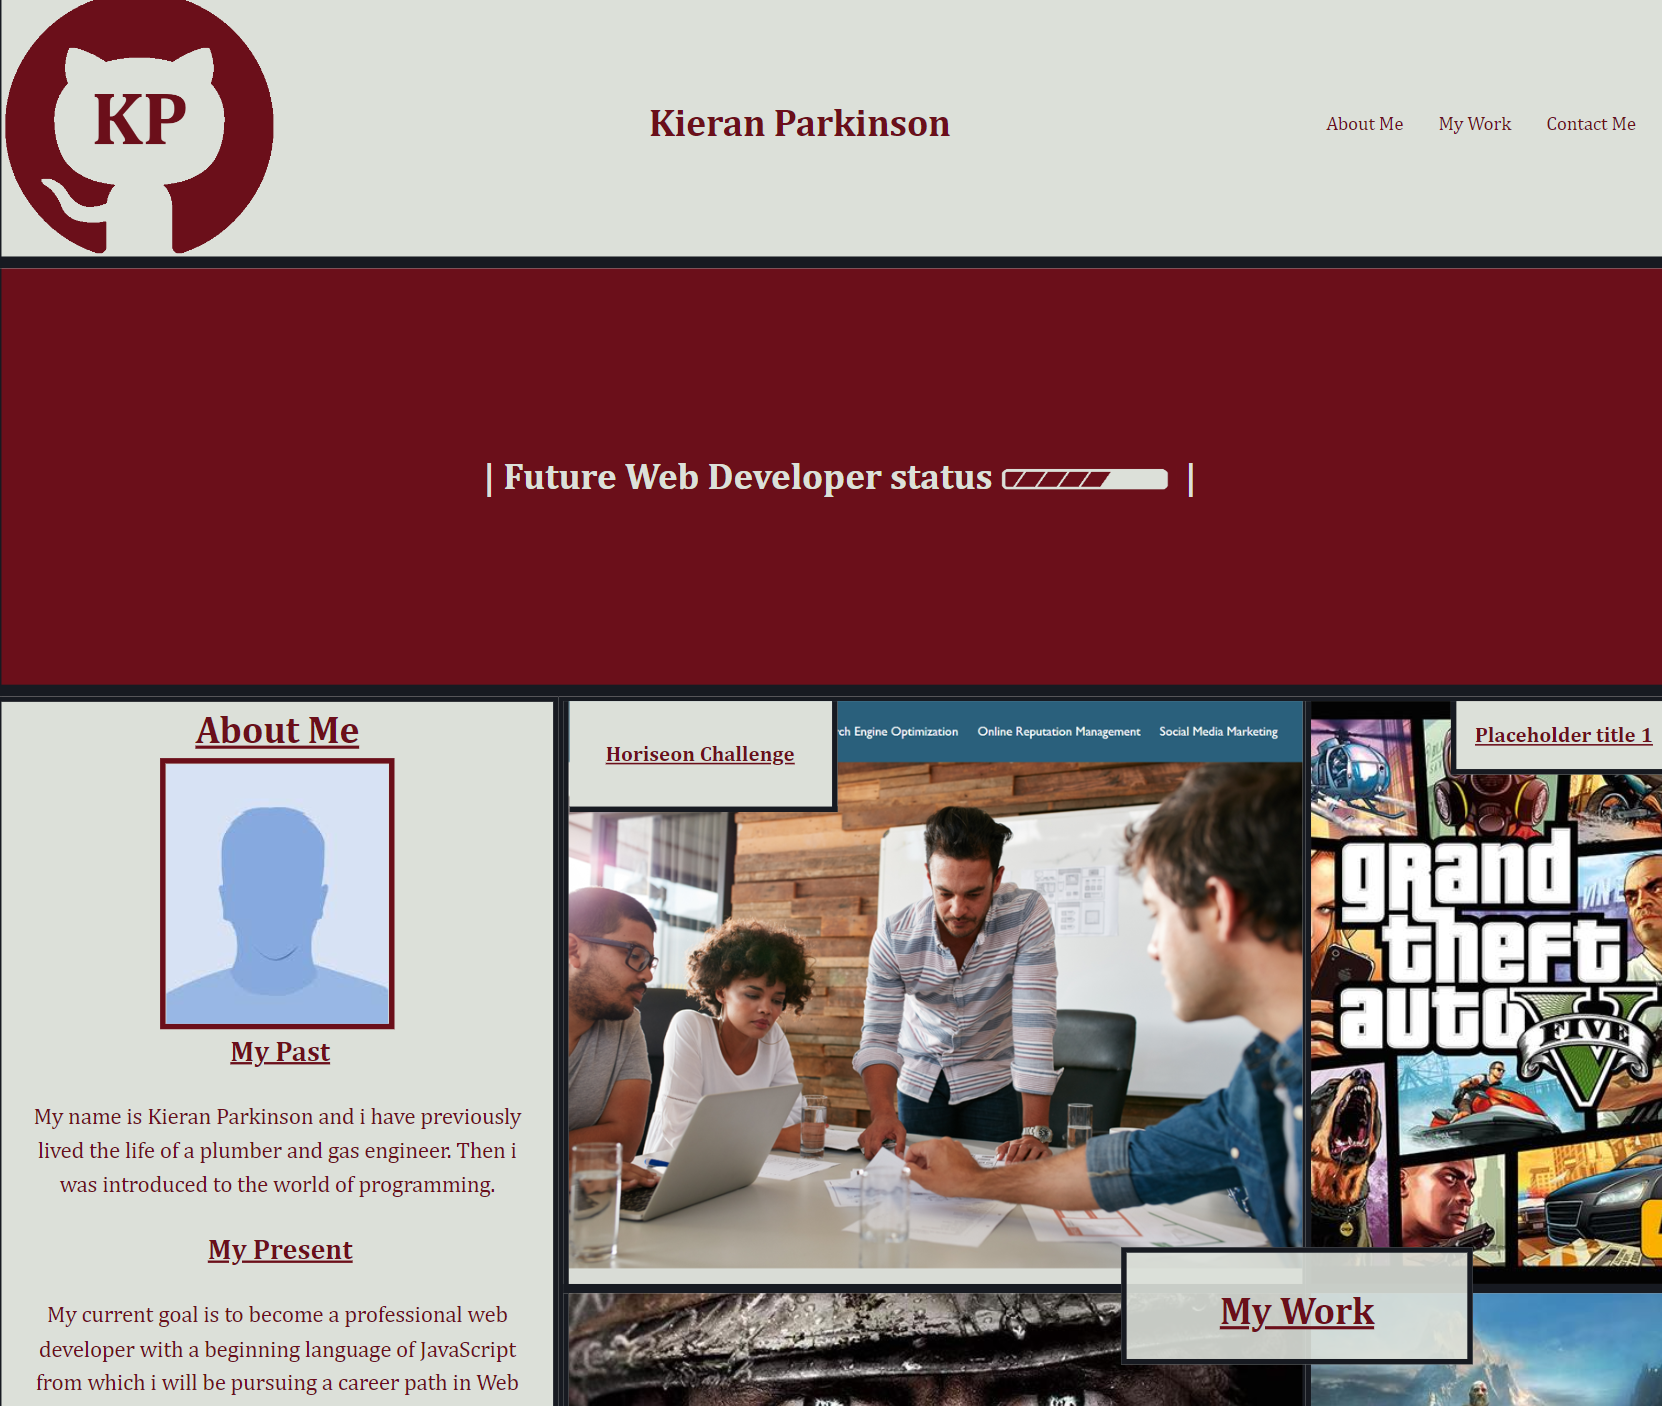 KP
Kieran Parkinson
About Me
My Work
Contact Me
| Future Web Developer status |
About Me
My Past
My name is Kieran Parkinson and i have previously
lived the life of a plumber and gas engineer. Then i
was introduced to the world of programming.
My Present
My current goal is to become a professional web
developer with a beginning language of JavaScript
from which i will be pursuing a career path in Web
Horiseon Challenge
Engine Optimization
Online Reputation Management
Social Media Marketing
Placeholder title 1
grand
theft
auto
V
FIVE
My Work